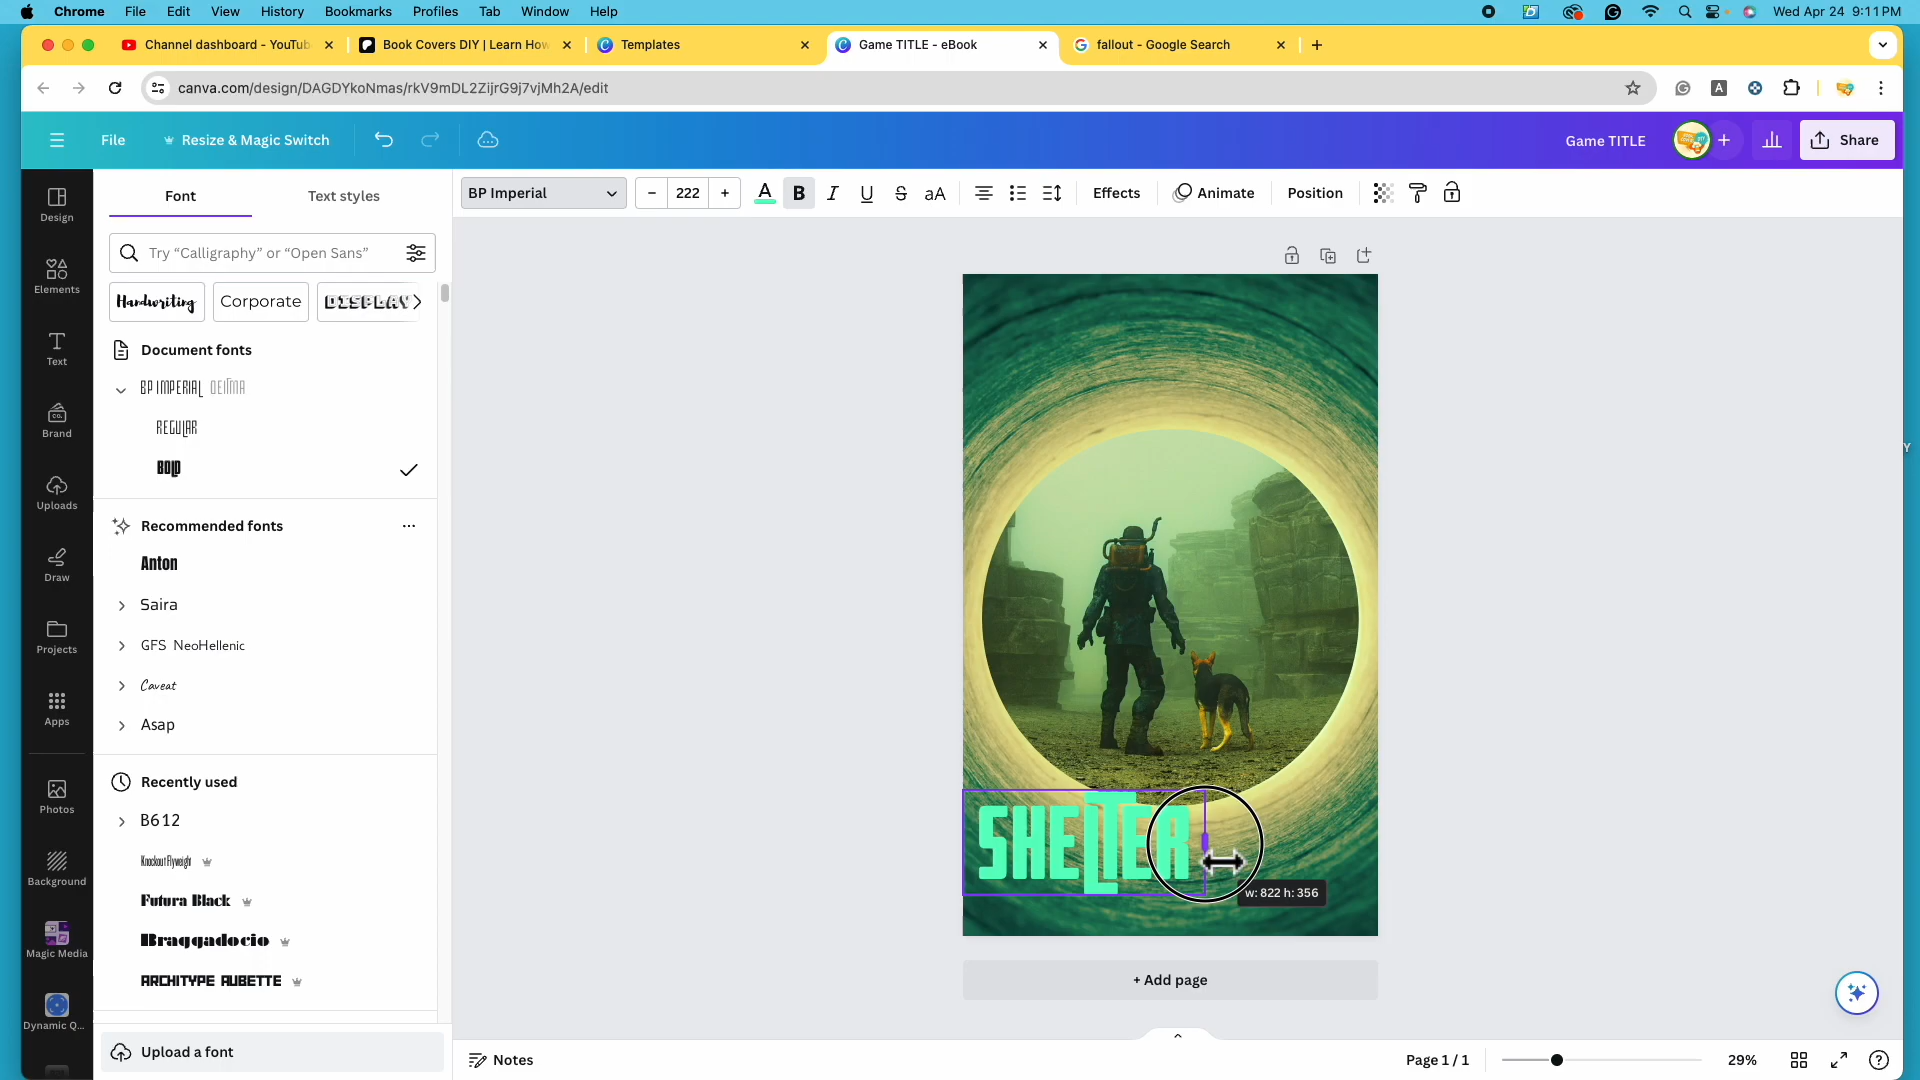 Chrome File Edit View History Bookmarks Profiles Tab Window Help Wed Apr 24 9:11PM
Channel dashboard - YouTub Book Covers DIY | Learn How Templates Game TITLE - eBook fallout - Google Search
canva.com/design/DAGDYkoNmas/rkV9mDL2ZijrG9j7vjMh2A/edit
File Resize & Magic Switch Game TITLE Share
Font Text styles
BP Imperial 222 B I U S aA Effects Animate Position
Try “Calligraphy” or “Open Sans”
Handwriting Corporate DISPLAY
Document fonts
BP IMPERIAL
REGULAR
BOLD
Recommended fonts
Anton
Saira
GFS NeoHellenic
Caveat
Asap
Recently used
B612
Knockout Flyweight
Futura Black
Braggadocio
ARCHITYPE AUBETTE
Upload a font
Design
Elements
Text
Brand
Uploads
Draw
Projects
Apps
Photos
Background
Magic Media
Dynamic Q...
SHELTER
w: 822 h: 356
+ Add page
Notes
Page 1 / 1
29%